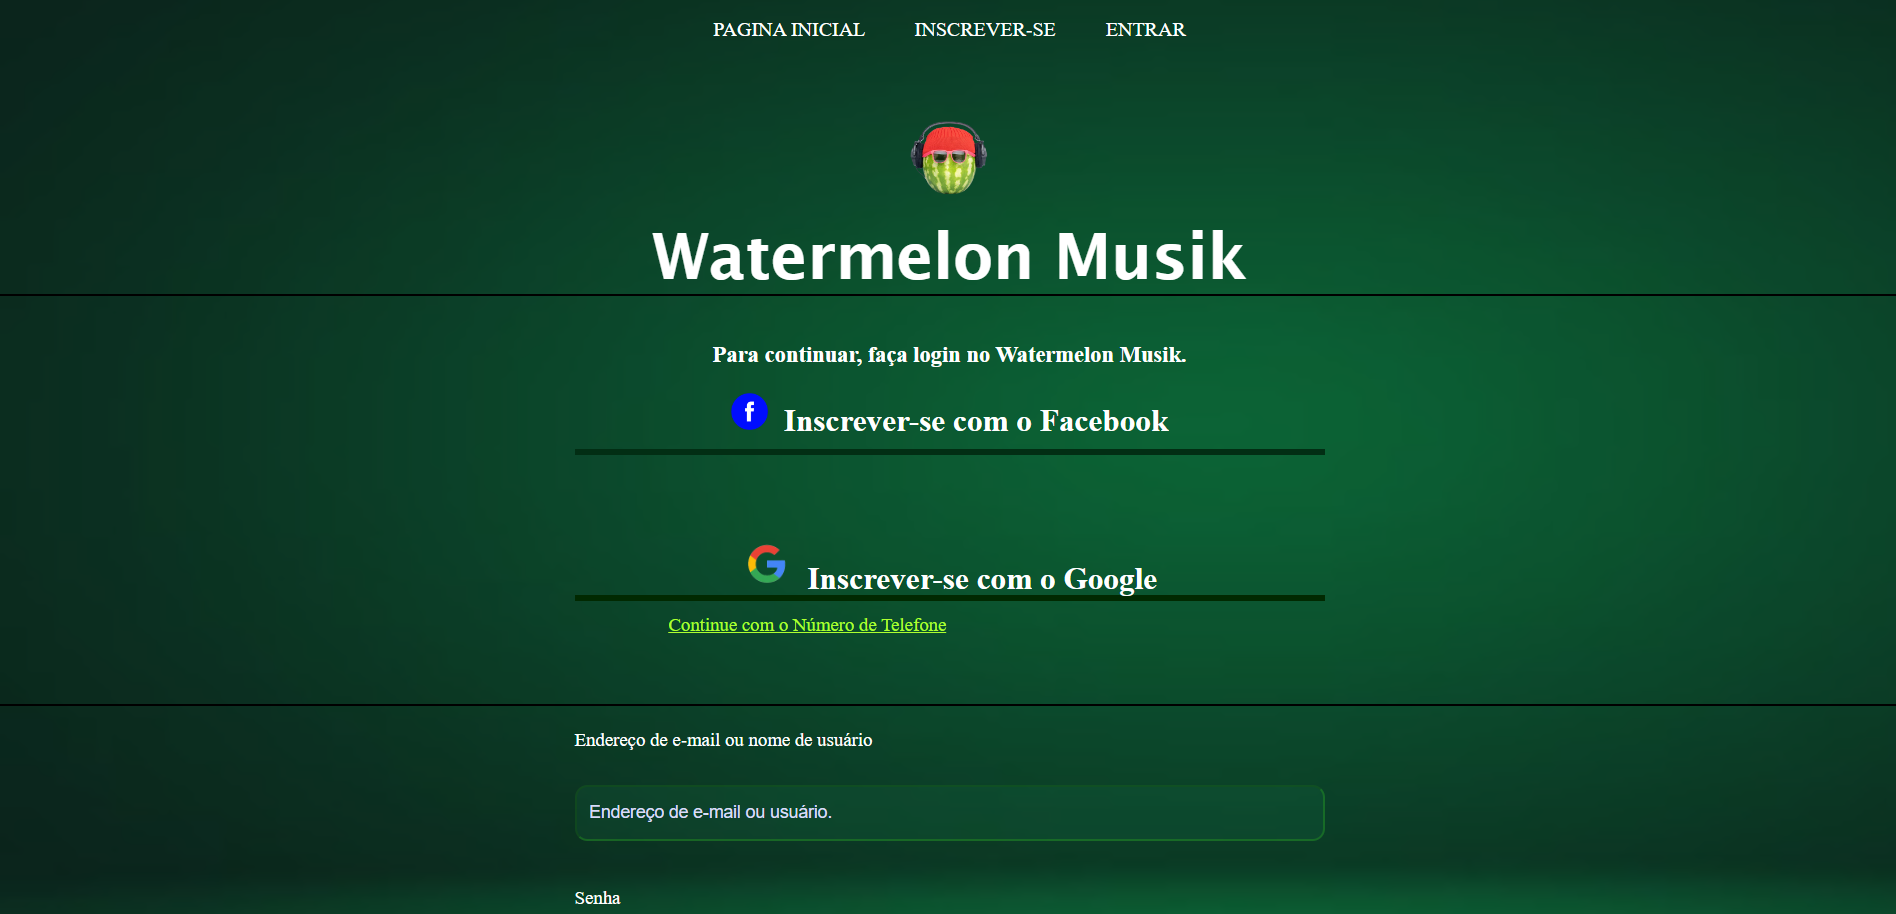 PAGINA INICIAL INSCREVER-SE ENTRAR
Watermelon Musik
Para continuar, faça login no Watermelon Musik.
f Inscrever-se com o Facebook
G Inscrever-se com o Google
Continue com o Número de Telefone
Endereço de e-mail ou nome de usuário
Endereço de e-mail ou usuário.
Senha